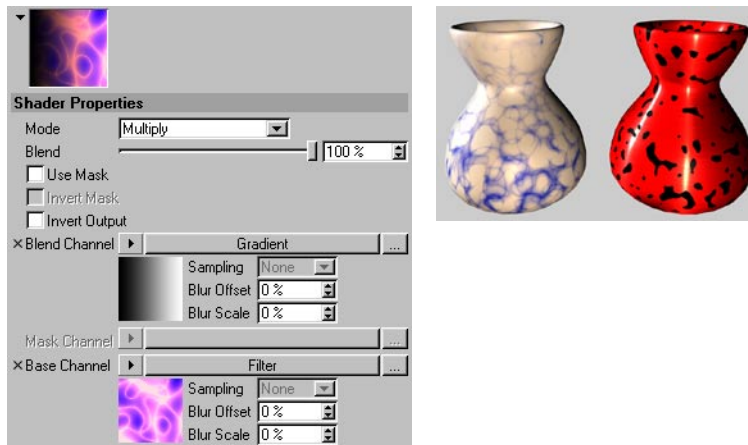 Shader Properties
Mode Multiply
Blend 100 %
Use Mask
Invert Mask
Invert Output
×Blend Channel Gradient ...
Sampling None
Blur Offset 0 %
Blur Scale 0 %
Mask Channel ...
×Base Channel Filter ...
Sampling None
Blur Offset 0 %
Blur Scale 0 %